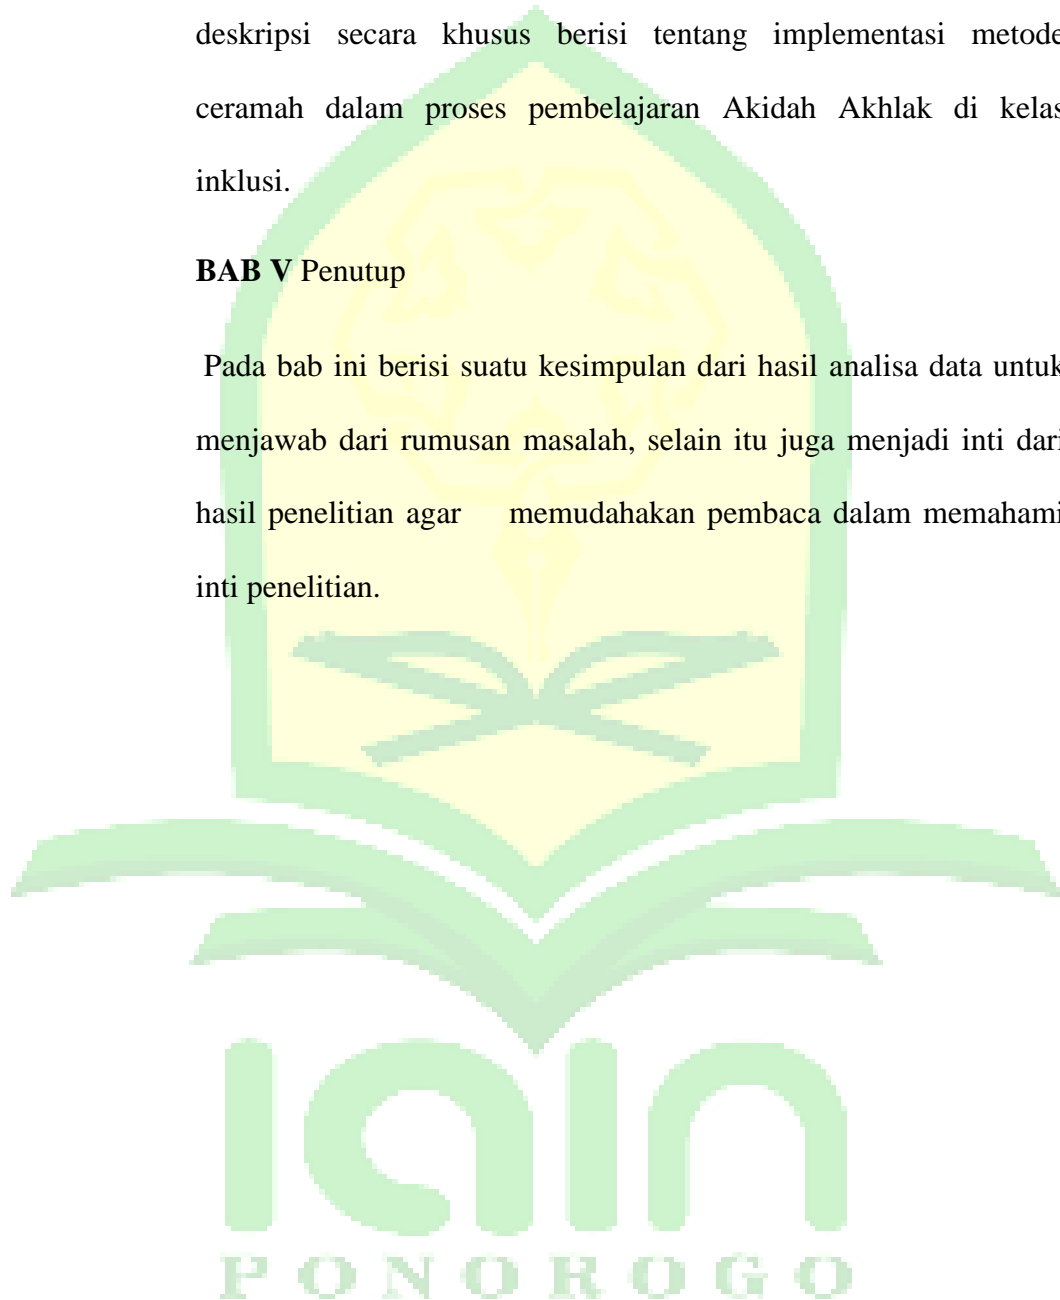 deskripsi secara khusus berisi tentang implementasi metode
ceramah dalam proses pembelajaran Akidah Akhlak di kelas
inklusi.
BAB V Penutup
Pada bab ini berisi suatu kesimpulan dari hasil analisa data untuk
menjawab dari rumusan masalah, selain itu juga menjadi inti dari
hasil penelitian agar memudahakan pembaca dalam memahami
inti penelitian.
iain
PONOROGO